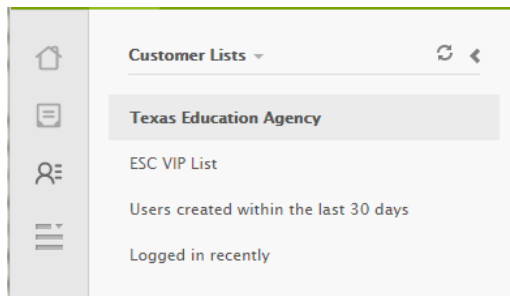 Customer Lists
Texas Education Agency
ESC VIP List
Users created within the last 30 days
Logged in recently